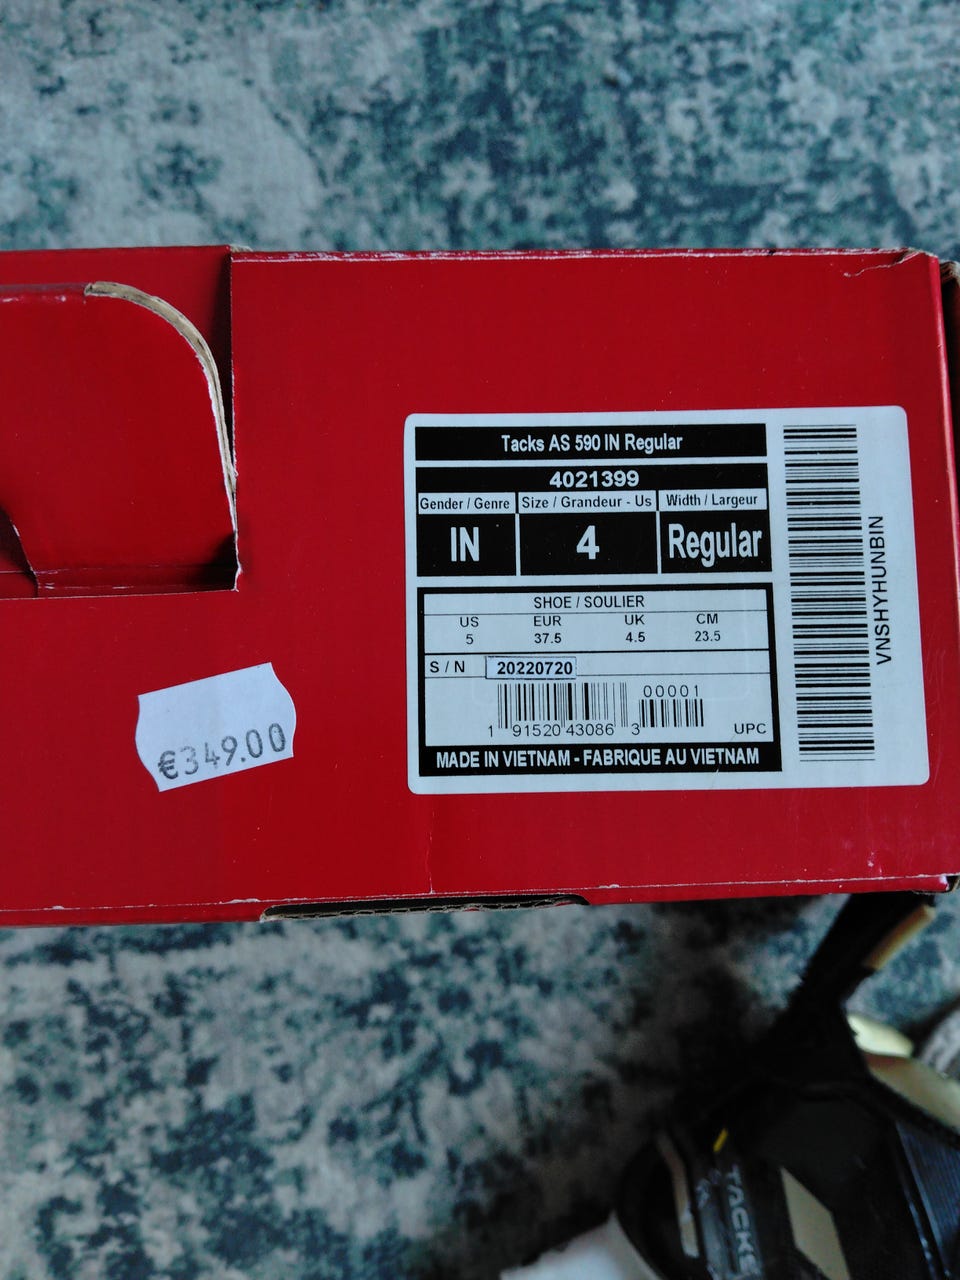 Tacks AS 590 IN Regular
4021399
Gender / Genre Size / Grandeur - Us Width / Largeur
IN 4 Regular
SHOE / SOULIER
US EUR UK CM
5 37.5 4.5 23.5
S / N 20220720
00001
1 91520 43086 3 UPC
MADE IN VIETNAM - FABRIQUE AU VIETNAM
VNSHYHUNBIN
€349.00
TACKS